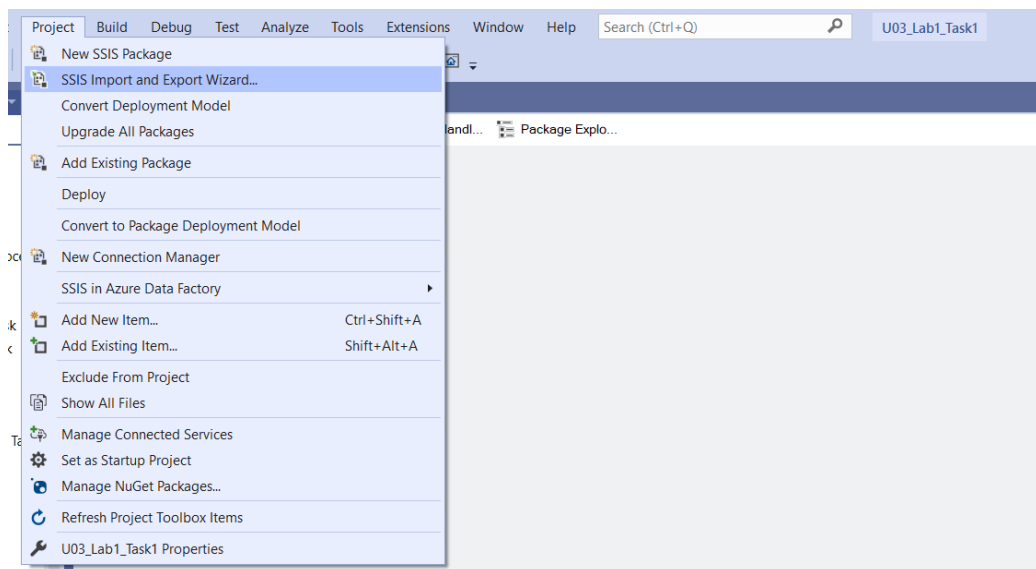 Project Build Debug Test Analyze Tools Extensions Window Help Search (Ctrl+Q) U03_Lab1_Task1
New SSIS Package
SSIS Import and Export Wizard...
Convert Deployment Model
Upgrade All Packages
andl... Package Explo...
Add Existing Package
Deploy
Convert to Package Deployment Model
New Connection Manager
SSIS in Azure Data Factory
Add New Item... Ctrl+Shift+A
Add Existing Item... Shift+Alt+A
Exclude From Project
Show All Files
Manage Connected Services
Set as Startup Project
Manage NuGet Packages...
Refresh Project Toolbox Items
U03_Lab1_Task1 Properties